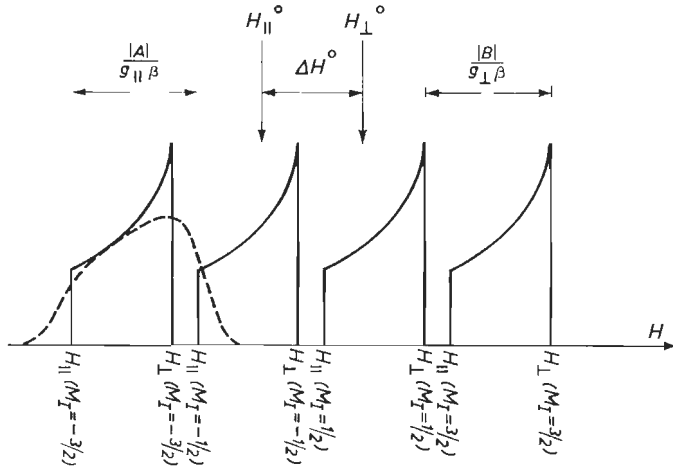 H||° H⊥°
|A| / g|| β
ΔH°
|B| / g⊥ β
H
H|| (M_I = -3/2)
H⊥ (M_I = -3/2)
H|| (M_I = -1/2)
H⊥ (M_I = -1/2)
H|| (M_I = 1/2)
H⊥ (M_I = 1/2)
H|| (M_I = 3/2)
H⊥ (M_I = 3/2)